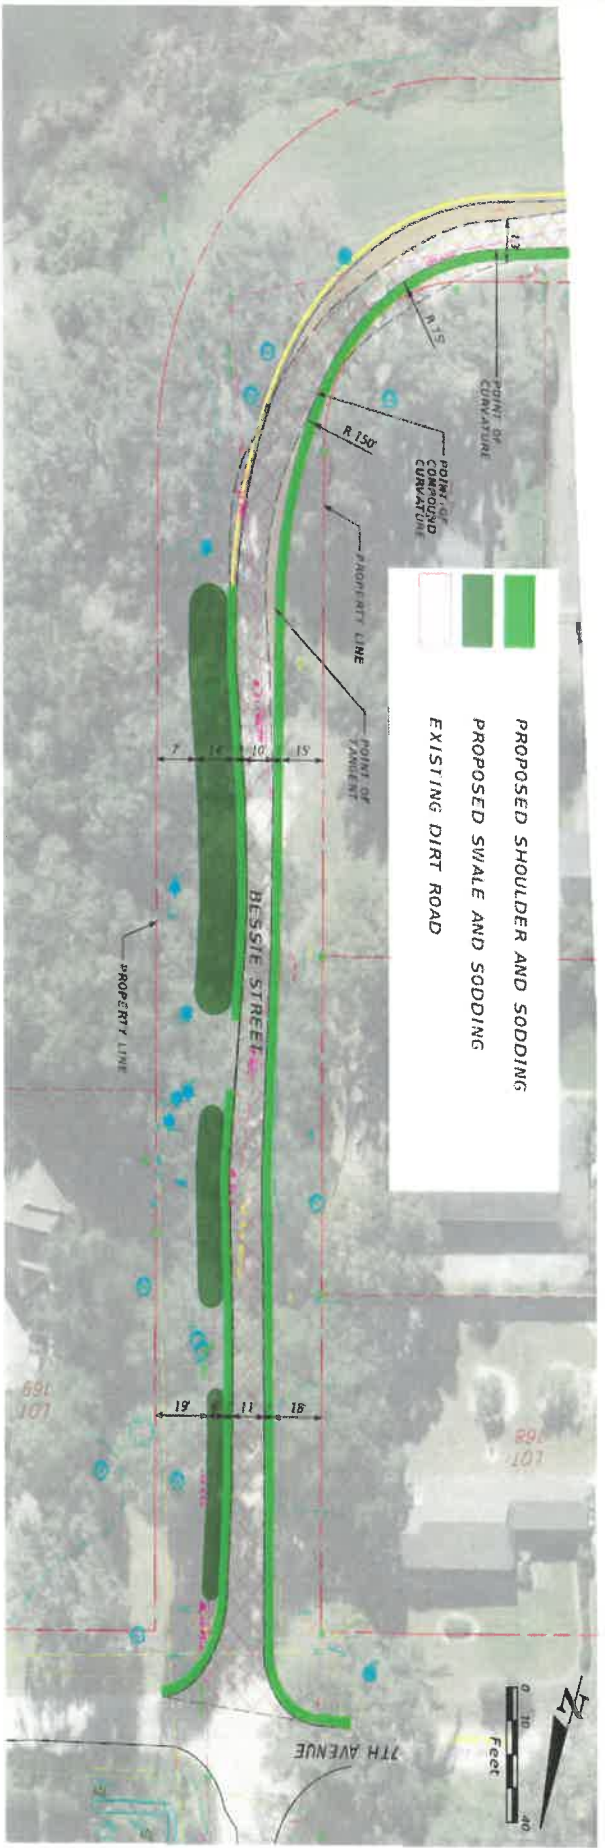 13'
R 75'
POINT OF
CURVATURE
POINT OF
COMPOUND
CURVATURE
R 150'
PROPERTY LINE
POINT OF
TANGENT
PROPOSED SHOULDER AND SODDING
PROPOSED SWALE AND SODDING
EXISTING DIRT ROAD
7'
14'
10'
15'
BESSIE STREET
PROPERTY LINE
19'
11'
18'
LOT
169
LOT
168
7TH AVENUE
N
0 10 40
Feet